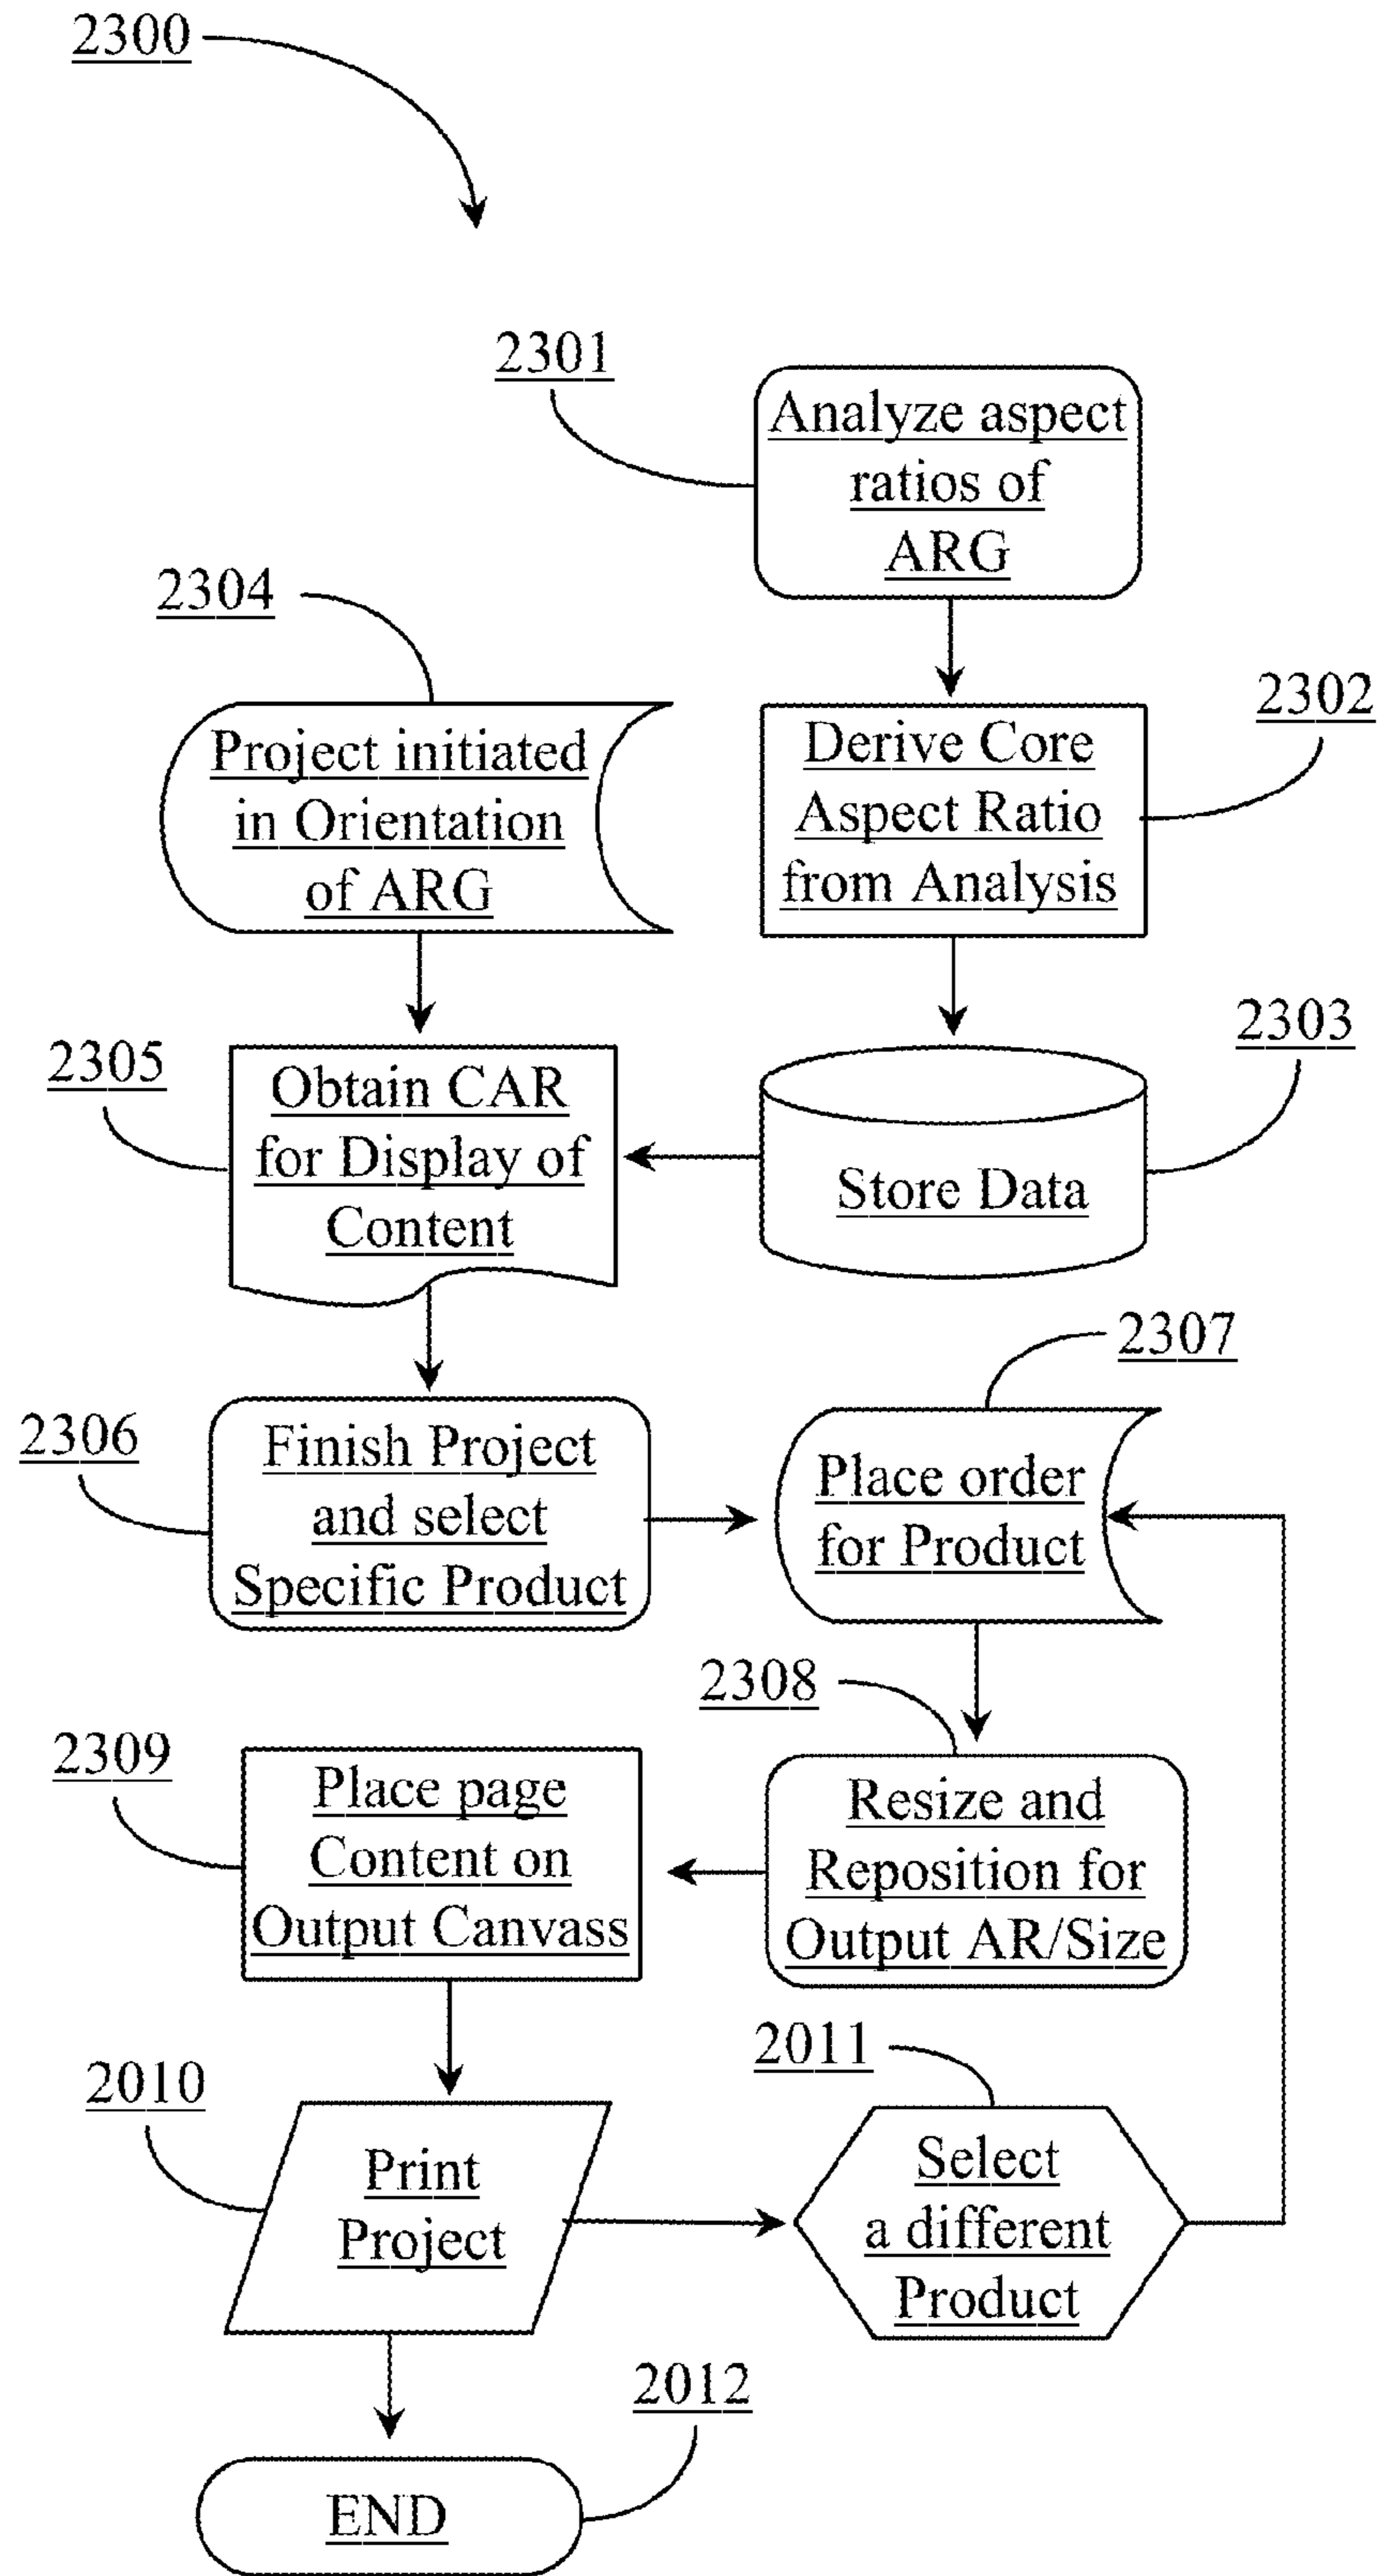 2300
2301
Analyze aspect
ratios of
ARG
2304
Project initiated
in Orientation
of ARG
2302
Derive Core
Aspect Ratio
from Analysis
2305
Obtain CAR
for Display of
Content
2303
Store Data
2306
Finish Project
and select
Specific Product
2307
Place order
for Product
2308
Resize and
Reposition for
Output AR/Size
2309
Place page
Content on
Output Canvass
2010
Print
Project
2011
Select
a different
Product
2012
END